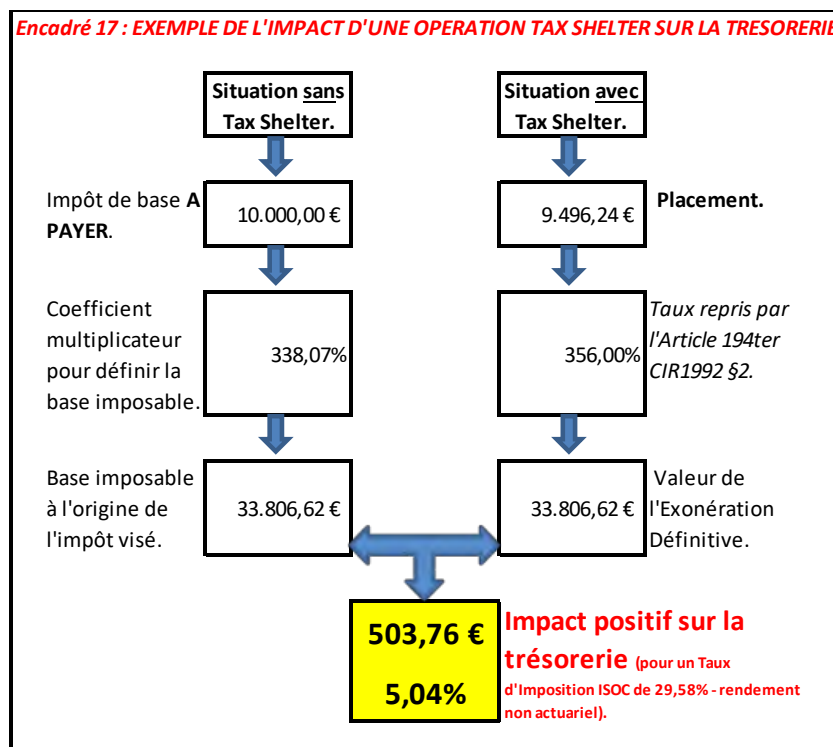 Encadré 17 : EXEMPLE DE L'IMPACT D'UNE OPERATION TAX SHELTER SUR LA TRESORERIE
Situation sans
Tax Shelter.
Situation avec
Tax Shelter.
Impôt de base A
PAYER.
10.000,00 €
9.496,24 €
Placement.
Coefficient
multiplicateur
pour définir la
base imposable.
338,07%
356,00%
Taux repris par
l'Article 194ter
CIR1992 §2.
Base imposable
à l'origine de
l'impôt visé.
33.806,62 €
33.806,62 €
Valeur de
l'Exonération
Définitive.
503,76 €
5,04%
Impact positif sur la
trésorerie (pour un Taux
d'Imposition ISOC de 29,58% - rendement
non actuariel).